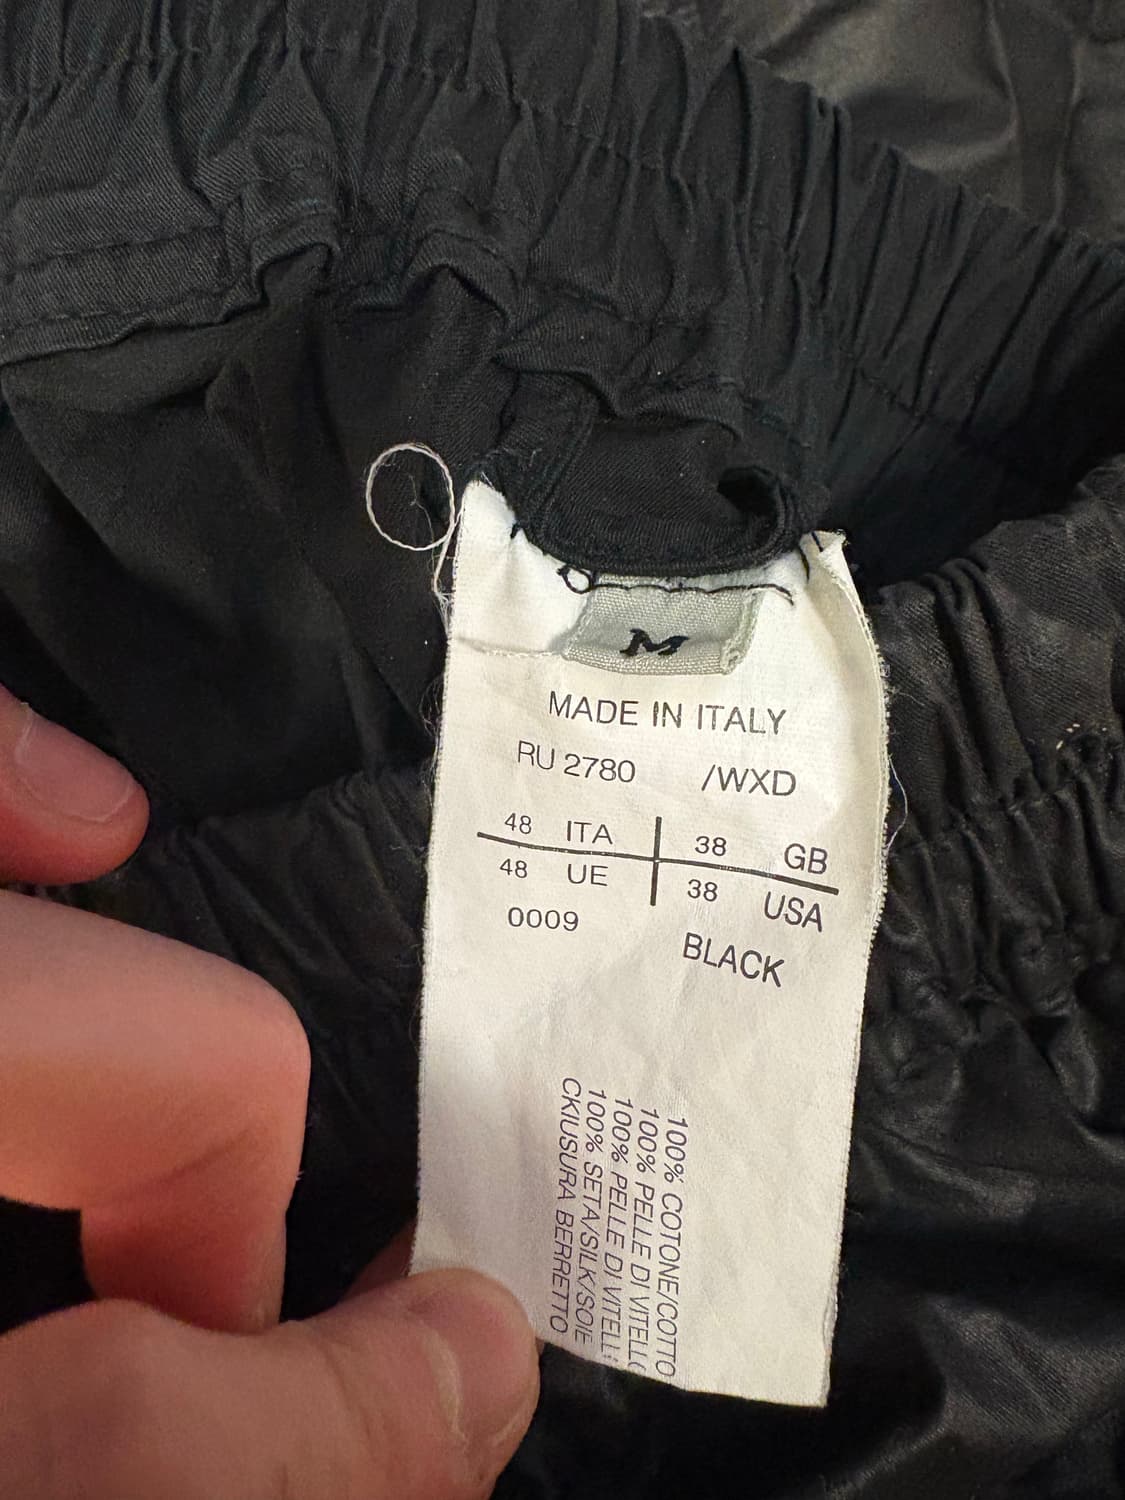 M
MADE IN ITALY
RU 2780 /WXD
48 ITA 38 GB
48 UE 38 USA
0009 BLACK
100% COTONE/COTTO
100% PELLE DI VITELLO
100% PELLE DI VITELL
100% SETA/SILK/SOIE
CKIUSURA BERRETTO